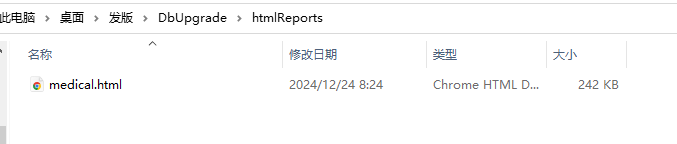 此电脑 > 桌面 > 发版 > DbUpgrade > htmlReports
名称 修改日期 类型 大小
medical.html 2024/12/24 8:24 Chrome HTML D... 242 KB